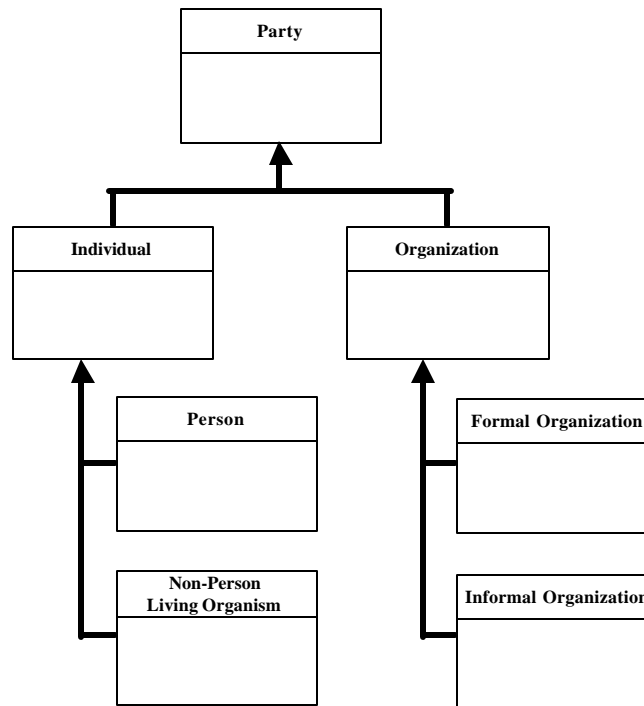 Party
Individual
Organization
Person
Formal Organization
Non-Person
Living Organism
Informal Organization